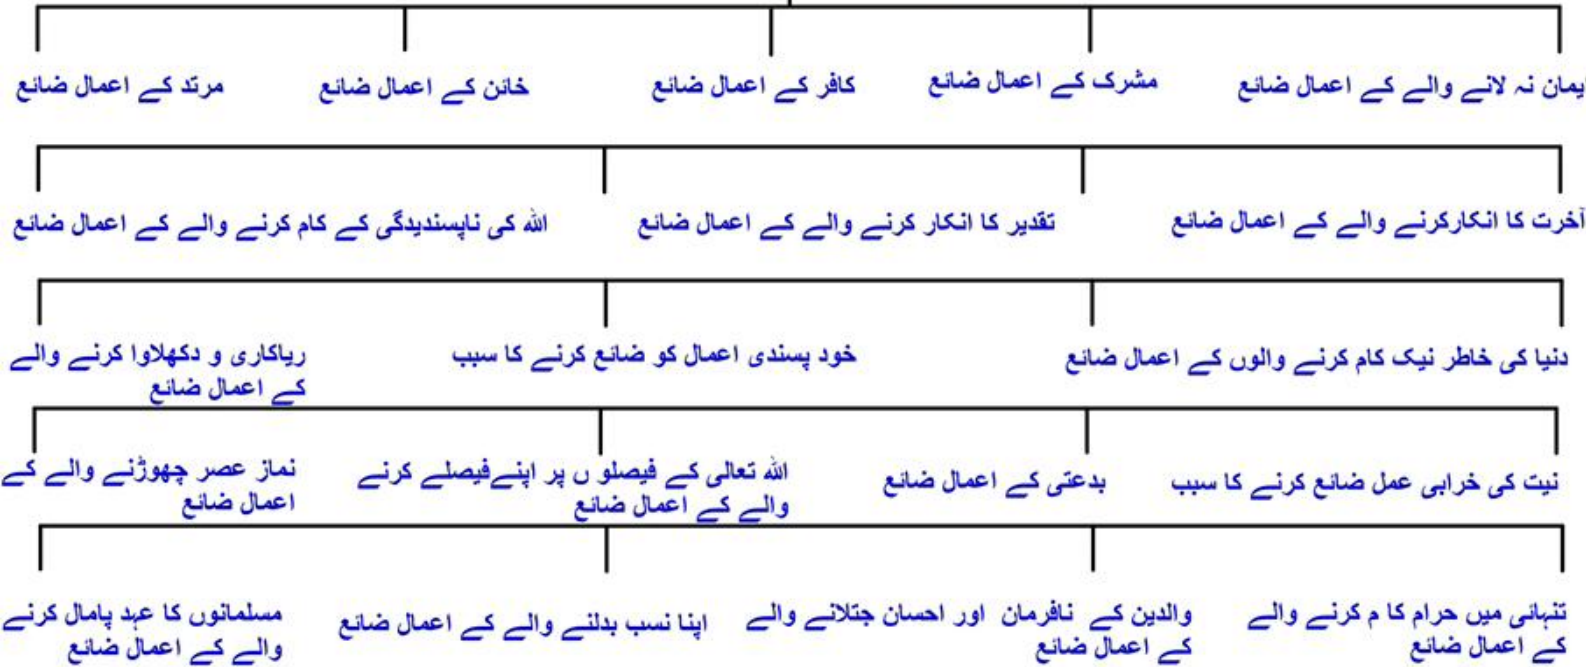 ایمان نہ لانے والے کے اعمال ضائع
مشرک کے اعمال ضائع
کافر کے اعمال ضائع
خائن کے اعمال ضائع
مرتد کے اعمال ضائع
آخرت کا انکارکرنے والے کے اعمال ضائع
تقدیر کا انکار کرنے والے کے اعمال ضائع
اللہ کی ناپسندیدگی کے کام کرنے والے کے اعمال ضائع
دنیا کی خاطر نیک کام کرنے والوں کے اعمال ضائع
خود پسندی اعمال کو ضائع کرنے کا سبب
ریاکاری و دکھلاوا کرنے والے
کے اعمال ضائع
نیت کی خرابی عمل ضائع کرنے کا سبب
بدعتی کے اعمال ضائع
اللہ تعالی کے فیصلو ں پر اپنےفیصلے کرنے
والے کے اعمال ضائع
نماز عصر چھوڑنے والے کے
اعمال ضائع
تنہائی میں حرام کا م کرنے والے
کے اعمال ضائع
والدین کے نافرمان اور احسان جتلانے والے
کے اعمال ضائع
اپنا نسب بدلنے والے کے اعمال ضائع
مسلمانوں کا عہد پامال کرنے
والے کے اعمال ضائع